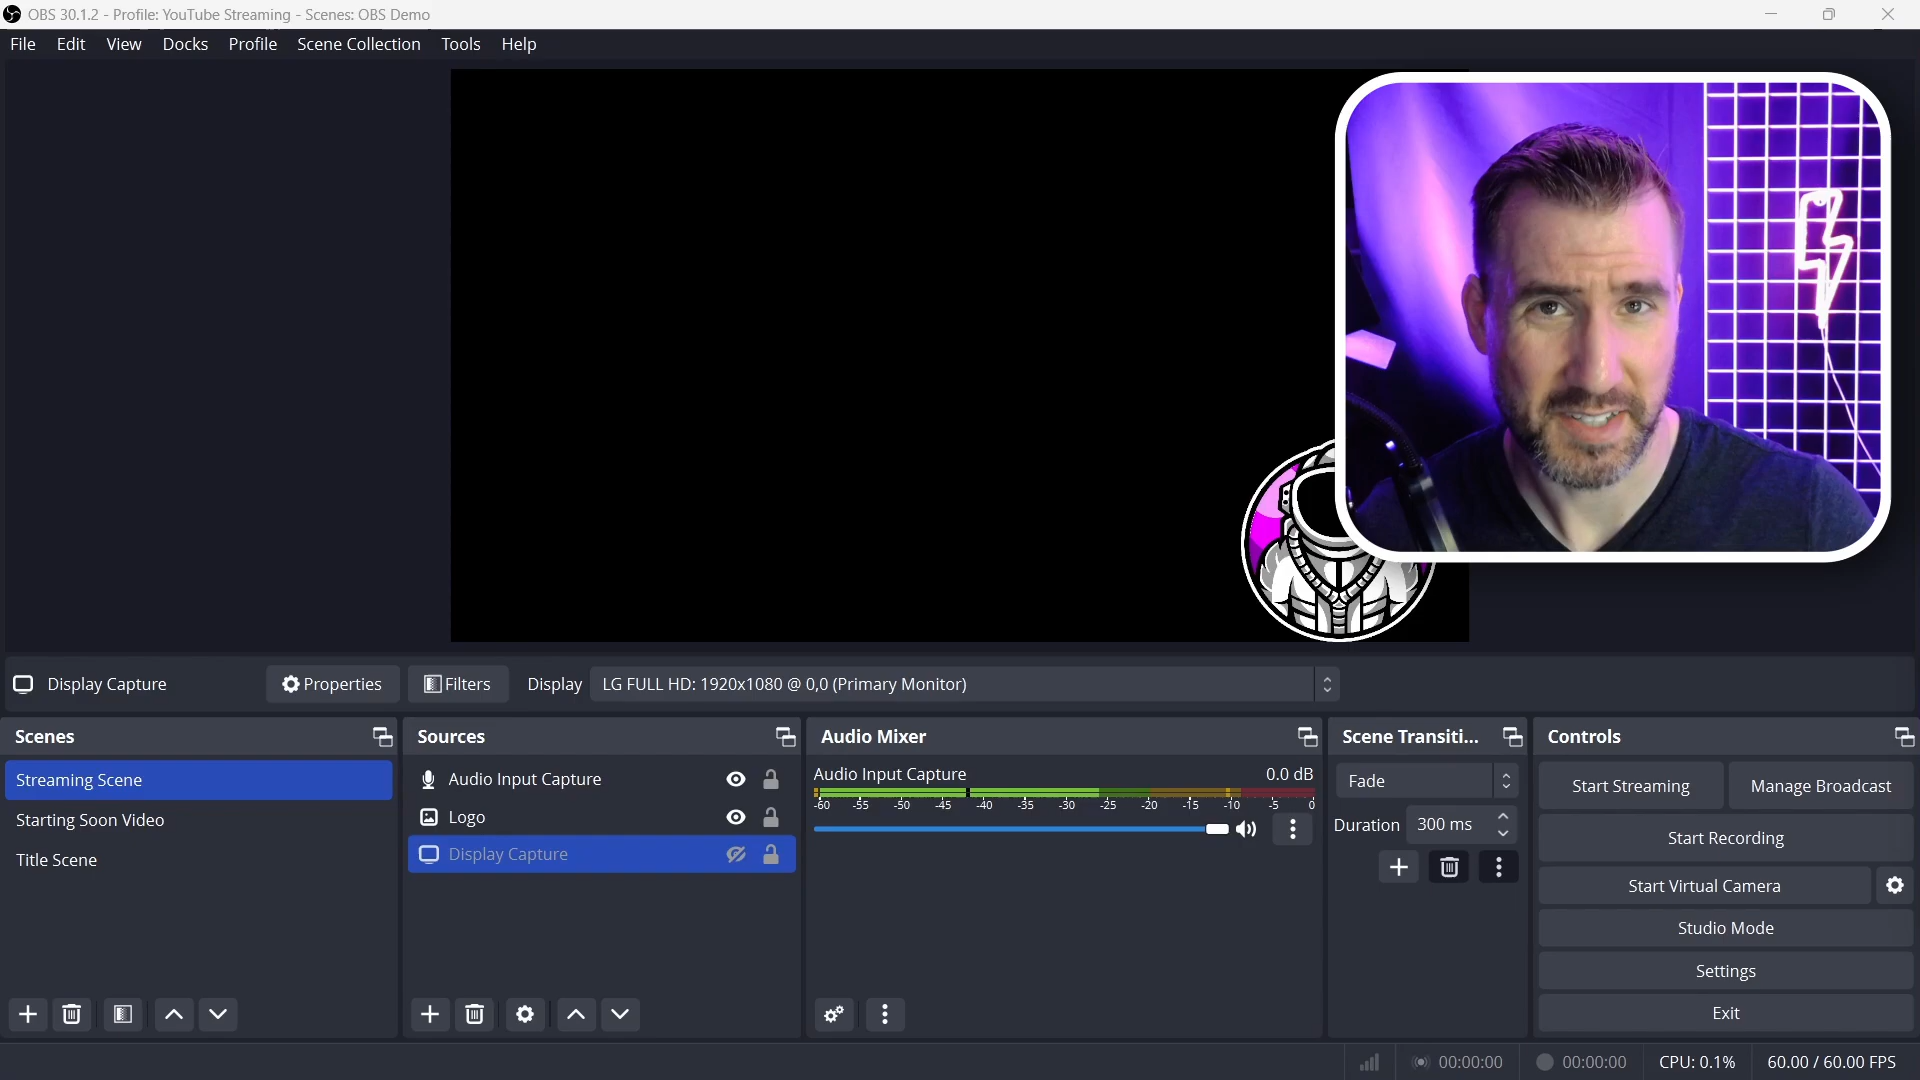 OBS 30.1.2 - Profile: YouTube Streaming - Scenes: OBS Demo
File Edit View Docks Profile Scene Collection Tools Help
Display Capture Properties Filters Display LG FULL HD: 1920x1080 @ 0,0 (Primary Monitor)
Scenes
Streaming Scene
Starting Soon Video
Title Scene
Sources
Audio Input Capture
Logo
Display Capture
Audio Mixer
Audio Input Capture 0.0 dB
-60 -55 -50 -45 -40 -35 -30 -25 -20 -15 -10 -5 0
Scene Transiti...
Fade
Duration 300 ms
Controls
Start Streaming Manage Broadcast
Start Recording
Start Virtual Camera
Studio Mode
Settings
Exit
00:00:00 00:00:00 CPU: 0.1% 60.00 / 60.00 FPS